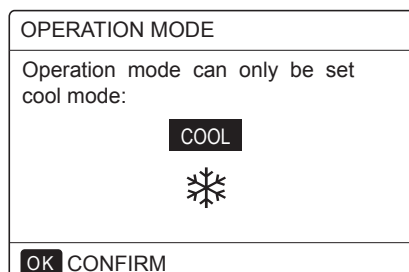 OPERATION MODE
Operation mode can only be set
cool mode:
COOL
OK CONFIRM